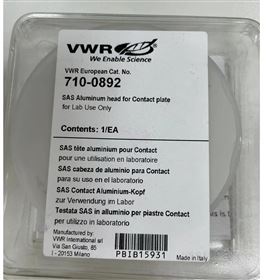 VWR
We Enable Science
VWR European Cat. No.
710-0892
SAS Aluminum head for Contact plate
for Lab Use Only
Contents: 1/EA
SAS tête aluminium pour Contact
pour une utilisation en laboratoire
SAS cabeza de aluminio para Contact
para su uso en el laboratorio
SAS Contact Aluminium-Kopf
zur Verwendung im Labor
Testata SAS in alluminio per piastre Contact
per utilizzo in laboratorio
Manufactured by:
VWR International srl
Via San Giusto, 85
I - 20153 Milano
PBIB15931